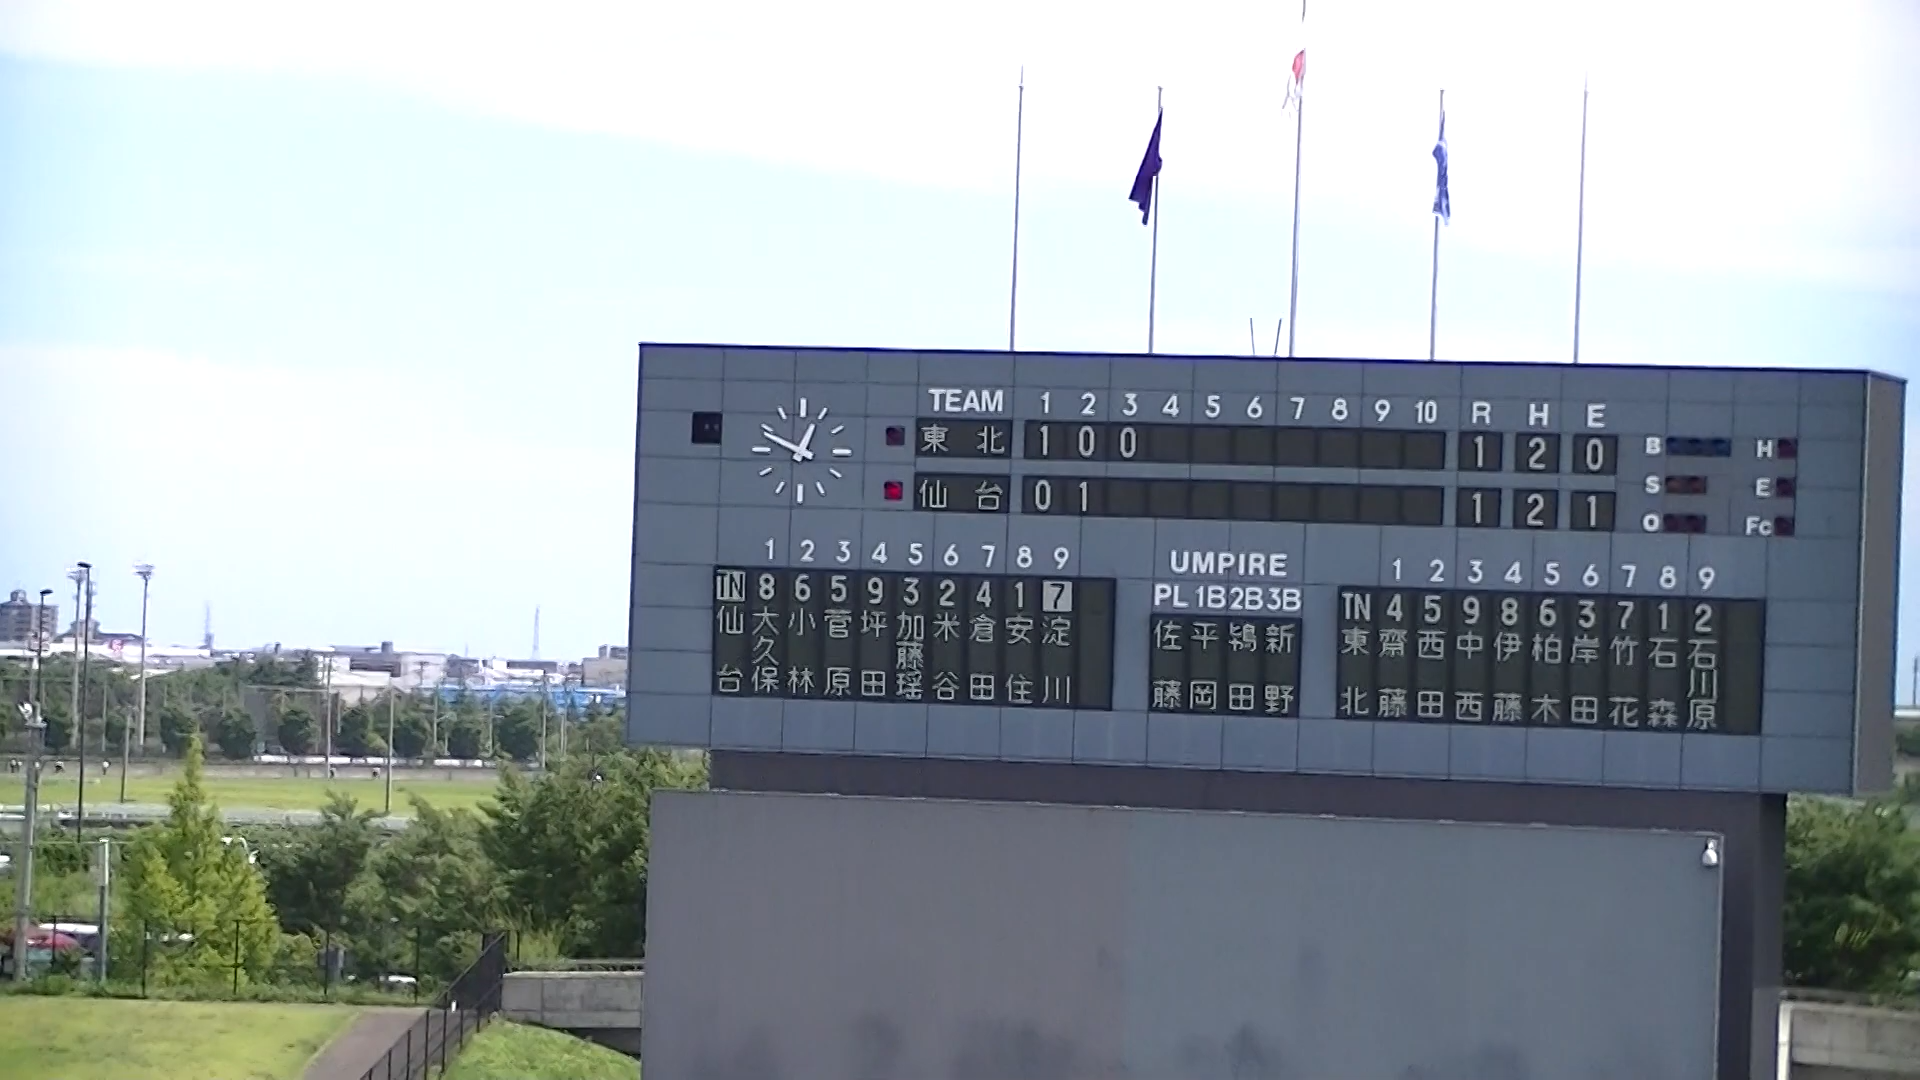 TEAM 1 2 3 4 5 6 7 8 9 10 R H E
東北 1 0 0 1 2 0
仙台 0 1 1 2 1
B H
S E
O Fc
1 2 3 4 5 6 7 8 9
TN 8 6 5 9 3 2 4 1 7
仙台 大久保 小林 菅原 坪田 加藤瑶 米谷 倉田 安住 淀川
UMPIRE
PL 1B 2B 3B
佐藤 平岡 鴇田 新野
1 2 3 4 5 6 7 8 9
TN 4 5 9 8 6 3 7 1 2
東北 齋藤 西田 中西 伊藤 柏木 岸田 竹花 石森 石川原